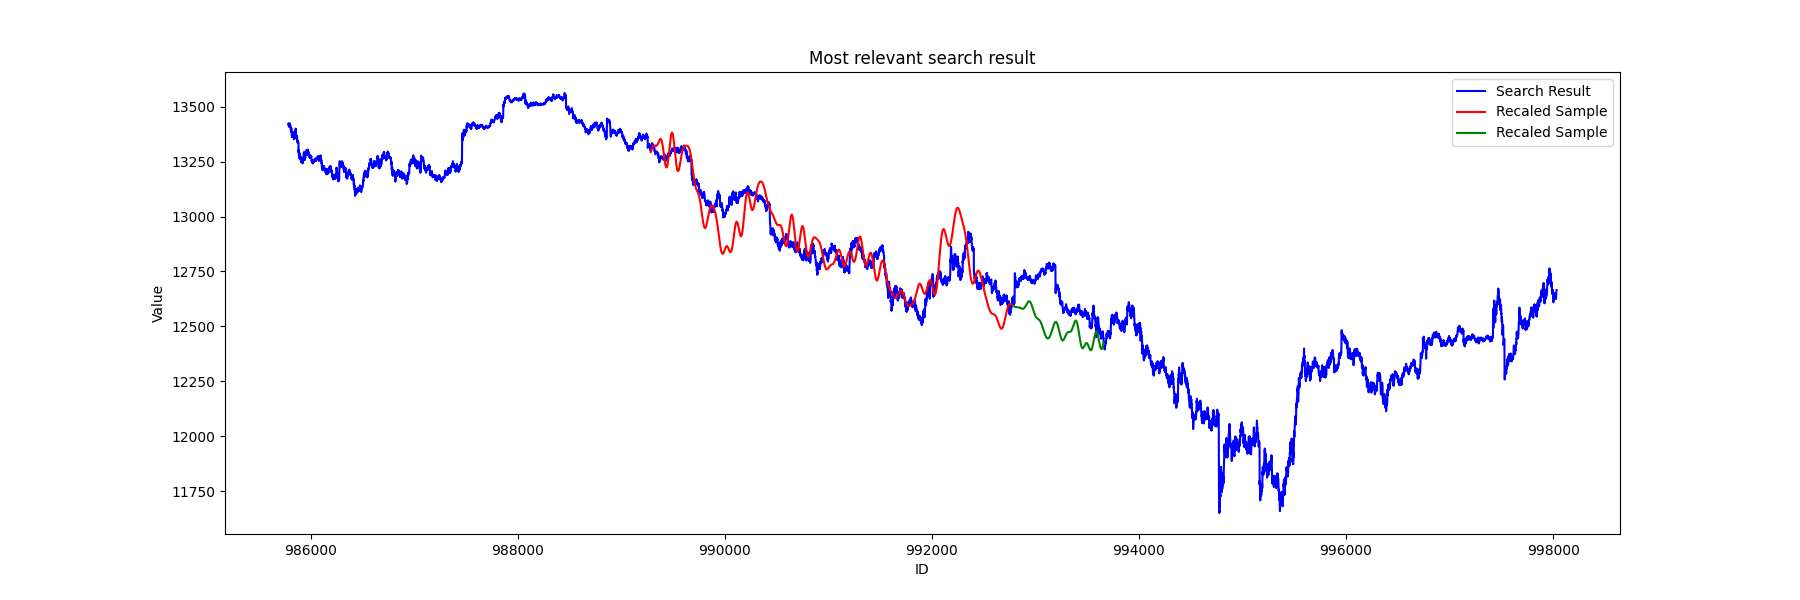 Most relevant search result
Search Result
Recaled Sample
Recaled Sample
13500
13250
13000
12750
12500
12250
12000
11750
Value
986000 988000 990000 992000 994000 996000 998000
ID